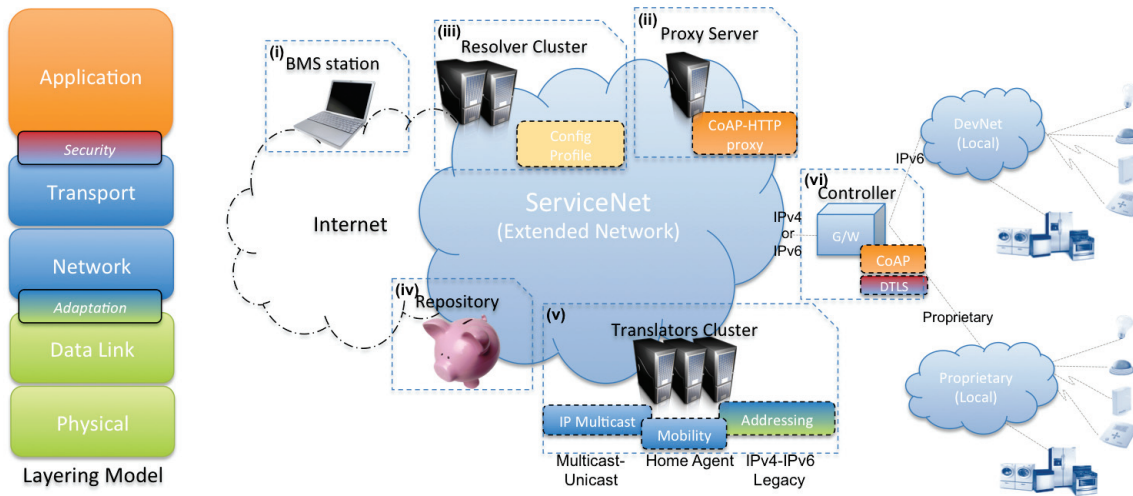 Application
Security
Transport
Network
Adaptation
Data Link
Physical
Layering Model
(i)
BMS station
Internet
(iii)
Resolver Cluster
Config
Profile
(ii)
Proxy Server
CoAP-HTTP
proxy
ServiceNet
(Extended Network)
(iv)
Repository
(v)
Translators Cluster
IP Multicast
Mobility
Addressing
Multicast-
Unicast
Home Agent
IPv4-IPv6
Legacy
IPv4
or
IPv6
(vi)
Controller
G/W
CoAP
DTLS
IPv6
DevNet
(Local)
Proprietary
Proprietary
(Local)